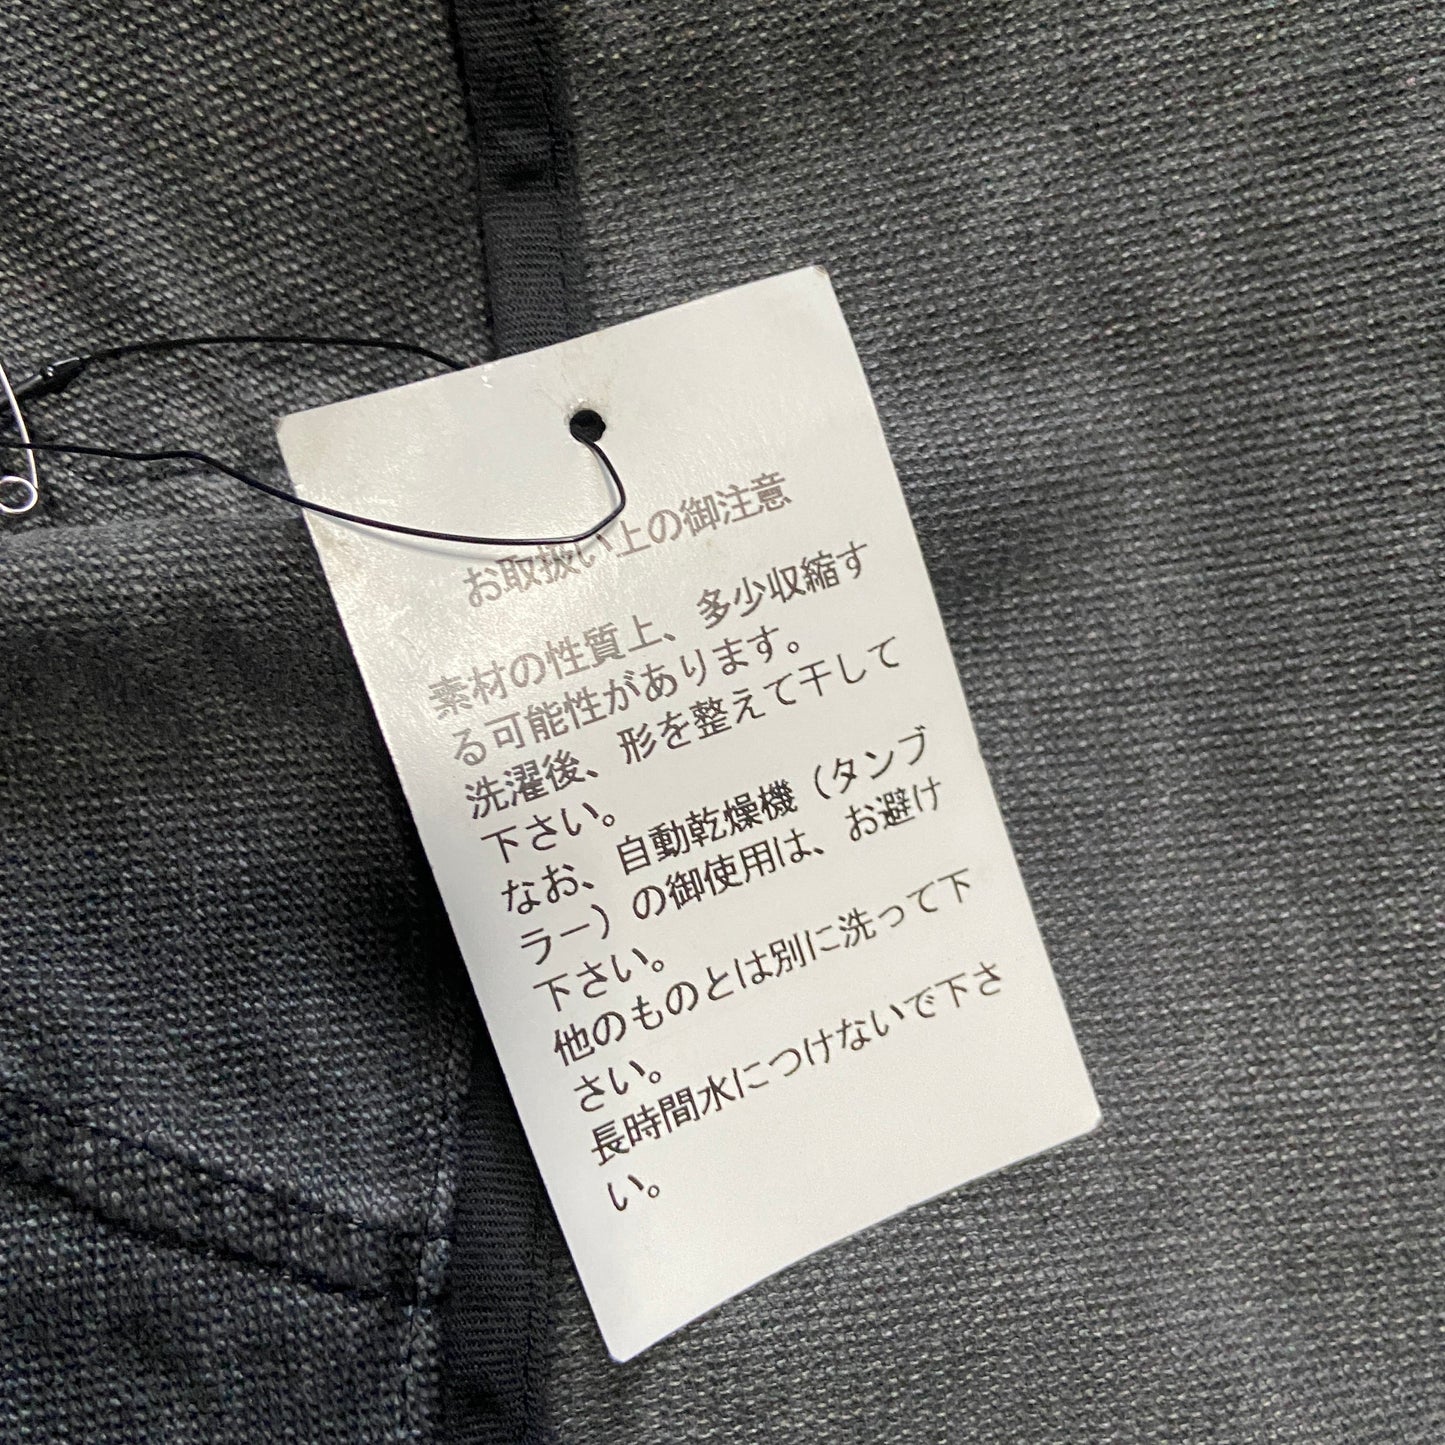 お取扱い上の御注意
素材の性質上、多少収縮す
る可能性があります。
洗濯後、形を整えて干して
下さい。
なお、自動乾燥機（タンブ
ラー）の御使用は、お避け
下さい。
他のものとは別に洗って下
さい。
長時間水につけないで下さ
い。